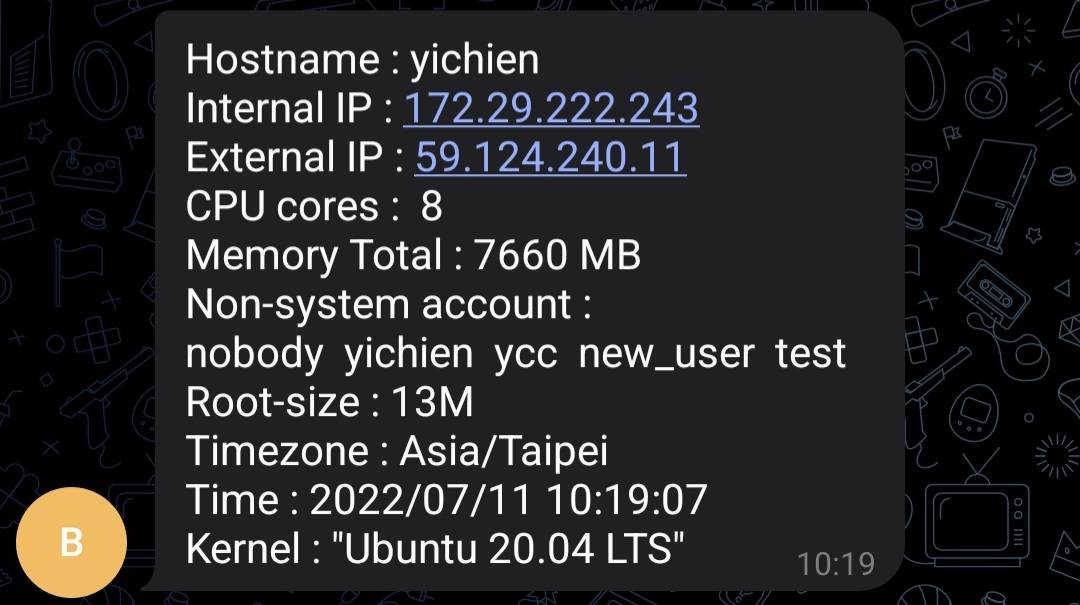 Hostname : yichien
Internal IP : 172.29.222.243
External IP : 59.124.240.11
CPU cores :  8
Memory Total : 7660 MB
Non-system account :
nobody  yichien  ycc  new_user  test
Root-size : 13M
Timezone : Asia/Taipei
Time : 2022/07/11 10:19:07
Kernel : "Ubuntu 20.04 LTS"
10:19
B